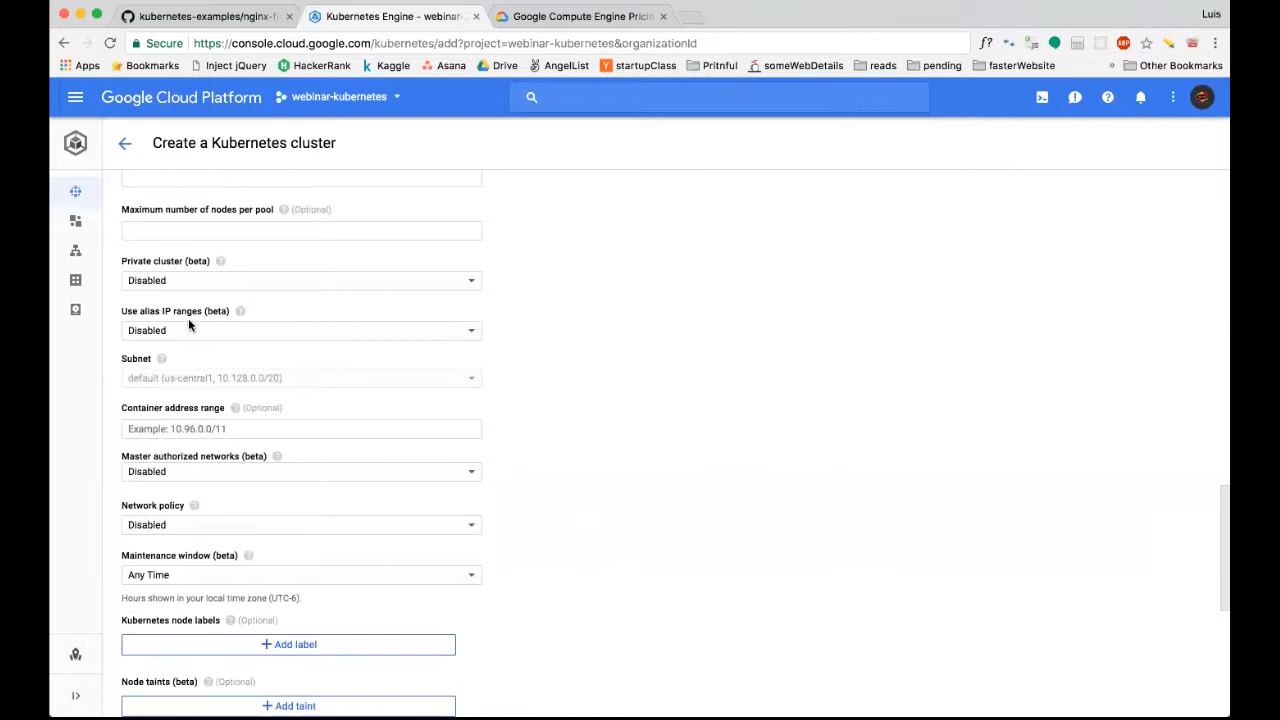 kubernetes-examples/nginx-f
Kubernetes Engine - webinar-
Google Compute Engine Pricin
Luis
Secure
https://console.cloud.google.com/kubernetes/add?project=webinar-kubernetes&organizationId
f?
ABP
Apps
Bookmarks
Inject jQuery
HackerRank
Kaggle
Asana
Drive
AngelList
startupClass
Pritnful
someWebDetails
reads
pending
fasterWebsite
»
Other Bookmarks
Google Cloud Platform
webinar-kubernetes
Create a Kubernetes cluster
Maximum number of nodes per pool (Optional)
Private cluster (beta)
Disabled
Use alias IP ranges (beta)
Disabled
Subnet
default (us-central1, 10.128.0.0/20)
Container address range (Optional)
Example: 10.96.0.0/11
Master authorized networks (beta)
Disabled
Network policy
Disabled
Maintenance window (beta)
Any Time
Hours shown in your local time zone (UTC-6).
Kubernetes node labels (Optional)
+ Add label
Node taints (beta) (Optional)
+ Add taint